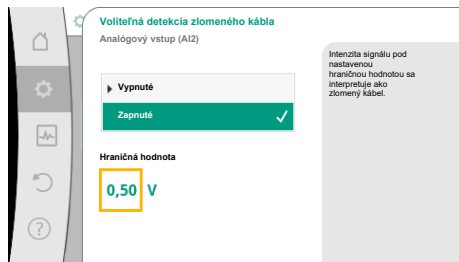 Voliteľná detekcia zlomeného kábla
Analógový vstup (AI2)
Vypnuté
Zapnuté
Hraničná hodnota
0,50 V
Intenzita signálu pod
nastavenou
hraničnou hodnotou sa
interpretuje ako
zlomený kábel.